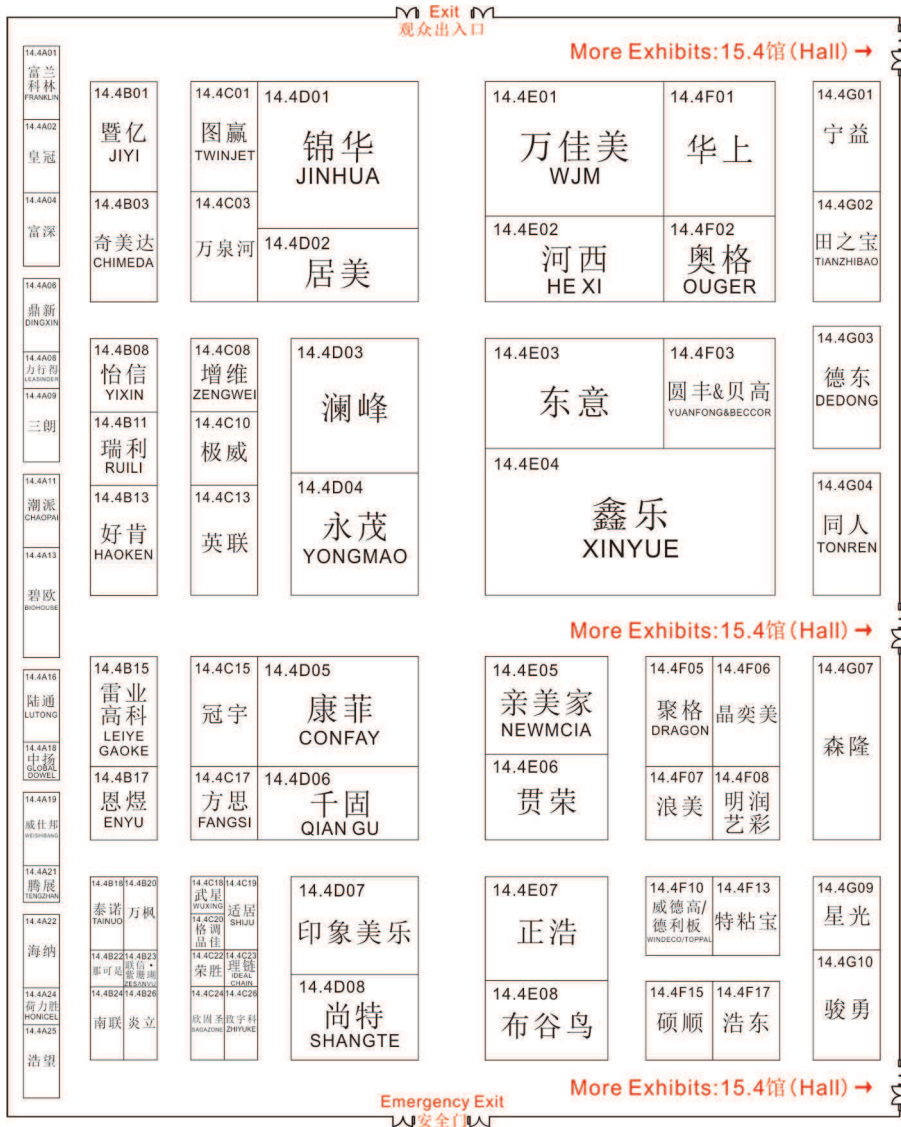 Exit
观众出入口
More Exhibits:15.4馆(Hall)→
14.4A01
富兰
科林
FRANKLIN
14.4A02
皇冠
14.4A04
富深
14.4A06
鼎新
DINGXIN
14.4A08
力行得
LEASINDER
14.4A09
三朗
14.4A11
潮派
CHAOPAI
14.4A13
碧欧
BIOHOUSE
14.4A16
陆通
LUTONG
14.4A18
中扬
GLOBAL
DOWEL
14.4A19
威仕邦
WEISHIBANG
14.4A21
腾展
TENGZHAN
14.4A22
海纳
14.4A24
荷力胜
HONICEL
14.4A25
浩望
14.4B01
暨亿
JIYI
14.4B03
奇美达
CHIMEDA
14.4B08
怡信
YIXIN
14.4B11
瑞利
RUILI
14.4B13
好肯
HAOKEN
14.4B15
雷业
高科
LEIYE
GAOKE
14.4B17
恩煜
ENYU
14.4B18
泰诺
TAINUO
14.4B20
万枫
14.4B22
那可是
14.4B23
联信·
紫珊瑚
ZESANVU
14.4B24
南联
14.4B26
炎立
14.4C01
图赢
TWINJET
14.4C03
万泉河
14.4C08
增维
ZENGWEI
14.4C10
极威
14.4C13
英联
14.4C15
冠宇
14.4C17
方思
FANGSI
14.4C18
武星
WUXING
14.4C19
适居
SHIJU
14.4C20
格调
品佳
14.4C22
荣胜
14.4C23
理链
IDEAL
CHAIN
14.4C24
欣固圣
SAGAZONE
14.4C26
致宇科
ZHIYUKE
14.4D01
锦华
JINHUA
14.4D02
居美
14.4D03
澜峰
14.4D04
永茂
YONGMAO
14.4D05
康菲
CONFAY
14.4D06
千固
QIAN GU
14.4D07
印象美乐
14.4D08
尚特
SHANGTE
14.4E01
万佳美
WJM
14.4E02
河西
HE XI
14.4E03
东意
14.4E04
鑫乐
XINYUE
More Exhibits:15.4馆(Hall)→
14.4E05
亲美家
NEWMCIA
14.4E06
贯荣
14.4E07
正浩
14.4E08
布谷鸟
14.4F01
华上
14.4F02
奥格
OUGER
14.4F03
圆丰&贝高
YUANFONG&BECCOR
14.4F05
聚格
DRAGON
14.4F06
晶奕美
14.4F07
浪美
14.4F08
明润
艺彩
14.4F10
威德高/
德利板
WINDECO/TOPPAL
14.4F13
特粘宝
14.4F15
硕顺
14.4F17
浩东
14.4G01
宁益
14.4G02
田之宝
TIANZHIBAO
14.4G03
德东
DEDONG
14.4G04
同人
TONREN
14.4G07
森隆
14.4G09
星光
14.4G10
骏勇
More Exhibits:15.4馆(Hall)→
Emergency Exit
安全门